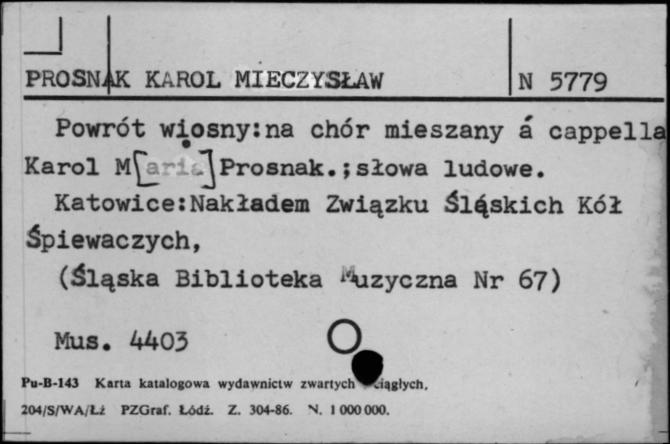 PROSNAK KAROL MIECZYSŁAW N 5779
Powrót wiosny:na chór mieszany á cappella
Karol M[aria]Prosnak.;słowa ludowe.
Katowice:Nakładem Związku Śląskich Kół
Śpiewaczych,
(Śląska Biblioteka Muzyczna Nr 67)
Mus. 4403
Pu-B-143 Karta katalogowa wydawnictw zwartych ciągłych,
204/S/WA/Łż PZGraf. Łódź. Z. 304-86. N. 1 000 000.